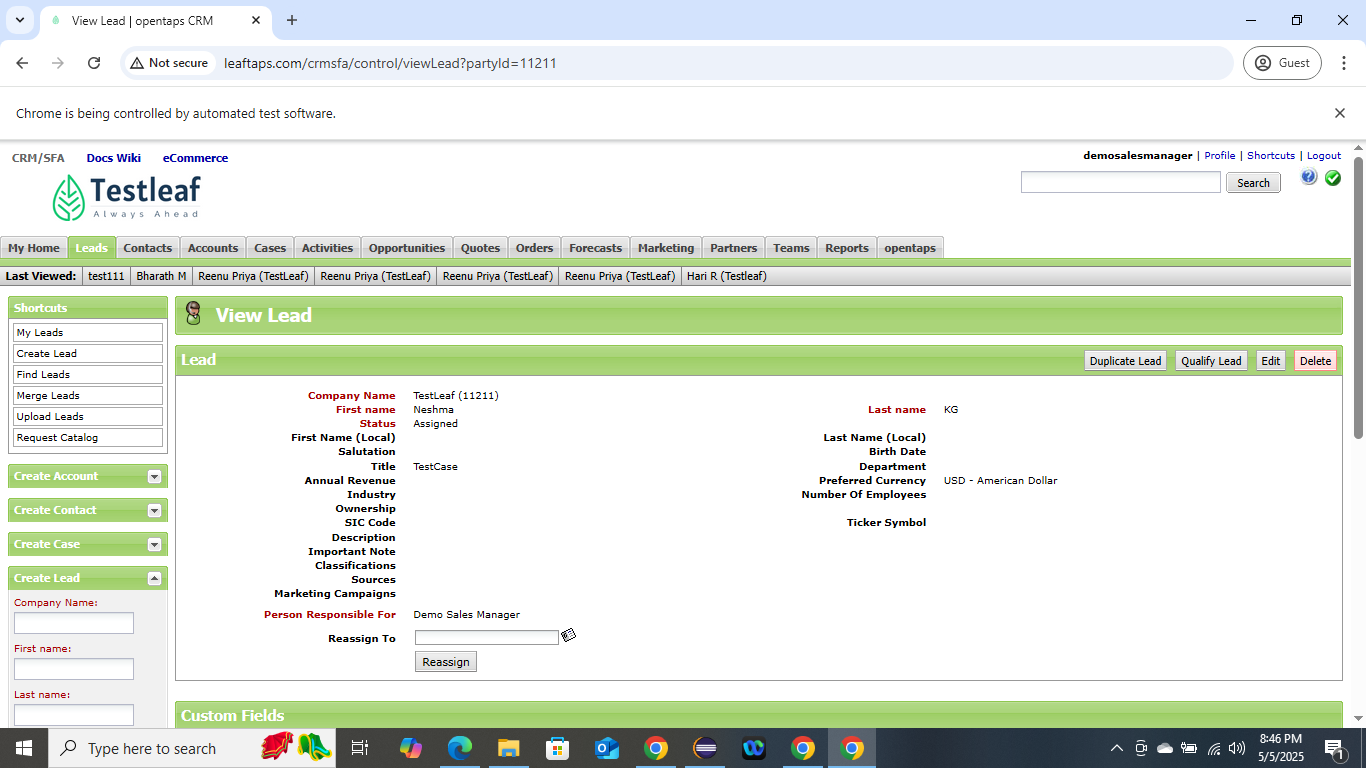 View Lead | opentaps CRM
Not secure
leaftaps.com/crmsfa/control/viewLead?partyId=11211
Guest
Chrome is being controlled by automated test software.
CRM/SFA Docs Wiki eCommerce
demosalesmanager | Profile | Shortcuts | Logout
Testleaf
Always Ahead
Search
My Home Leads Contacts Accounts Cases Activities Opportunities Quotes Orders Forecasts Marketing Partners Teams Reports opentaps
Last Viewed: test111 Bharath M Reenu Priya (TestLeaf) Reenu Priya (TestLeaf) Reenu Priya (TestLeaf) Reenu Priya (TestLeaf) Hari R (Testleaf)
Shortcuts
My Leads
Create Lead
Find Leads
Merge Leads
Upload Leads
Request Catalog
Create Account
Create Contact
Create Case
Create Lead
Company Name:
First name:
Last name:
View Lead
Lead
Duplicate Lead Qualify Lead Edit Delete
Company Name TestLeaf (11211)
First name Neshma Last name KG
Status Assigned
First Name (Local) Last Name (Local)
Salutation Birth Date
Title TestCase Department
Annual Revenue Preferred Currency USD - American Dollar
Industry Number Of Employees
Ownership
SIC Code Ticker Symbol
Description
Important Note
Classifications
Sources
Marketing Campaigns
Person Responsible For Demo Sales Manager
Reassign To
Reassign
Custom Fields
Type here to search
8:46 PM
5/5/2025
1